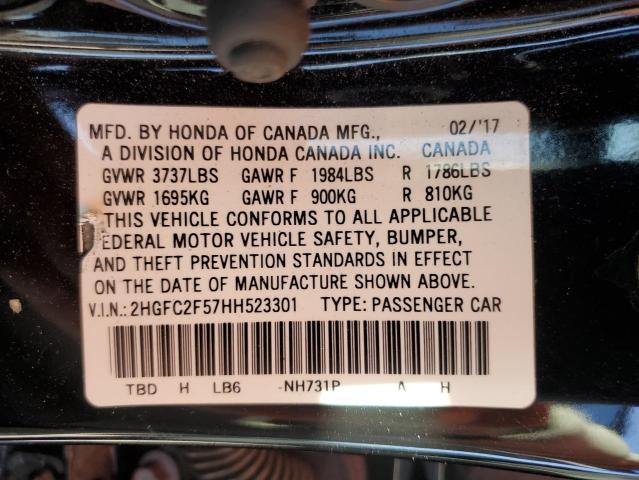 MFD. BY HONDA OF CANADA MFG., 02/'17
A DIVISION OF HONDA CANADA INC. CANADA
GVWR 3737LBS GAWR F 1984LBS R 1786LBS
GVWR 1695KG GAWR F 900KG R 810KG
THIS VEHICLE CONFORMS TO ALL APPLICABLE
EDERAL MOTOR VEHICLE SAFETY, BUMPER,
AND THEFT PREVENTION STANDARDS IN EFFECT
ON THE DATE OF MANUFACTURE SHOWN ABOVE.
V.I.N.: 2HGFC2F57HH523301 TYPE: PASSENGER CAR
TBD H LB6 -NH731P A H